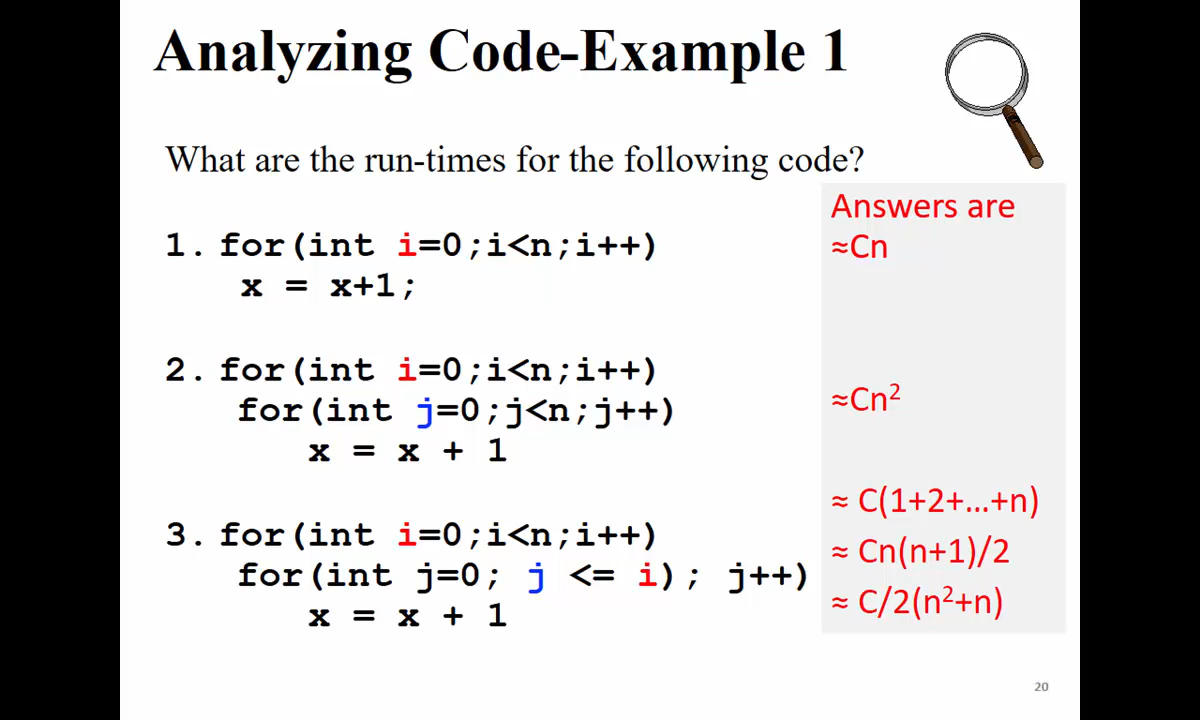 Analyzing Code-Example 1
What are the run-times for the following code?
Answers are
1. for(int i=0;i<n;i++)
≈Cn
x = x+1;
2. for(int i=0;i<n;i++)
for(int j=0;j<n;j++)
≈Cn²
x = x + 1
3. for(int i=0;i<n;i++)
for(int j=0; j <= i); j++)
x = x + 1
≈ C(1+2+...+n)
≈ Cn(n+1)/2
≈ C/2(n²+n)
20